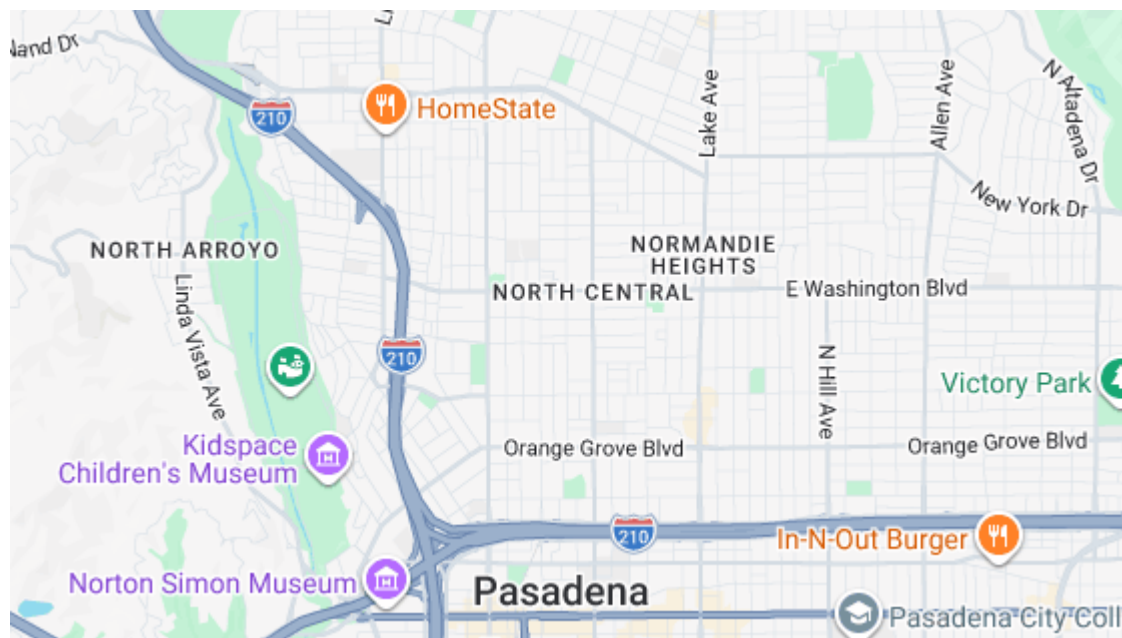 Lake Ave
Allen Ave
N Altadena Dr
210
HomeState
New York Dr
NORTH ARROYO
NORMANDIE
HEIGHTS
E Washington Blvd
NORTH CENTRAL
Linda Vista Ave
210
N Hill Ave
Victory Park
Kidspace
Children's Museum
Orange Grove Blvd
Orange Grove Blvd
210
In-N-Out Burger
Norton Simon Museum
Pasadena
Pasadena City Coll